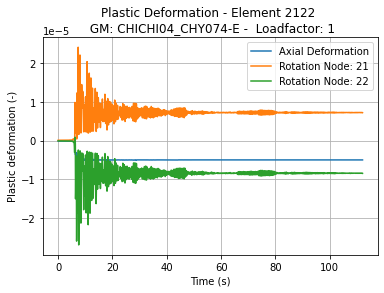 Plastic Deformation - Element 2122
GM: CHICHI04_CHY074-E - Loadfactor: 1
1e-5
Axial Deformation
Rotation Node: 21
Rotation Node: 22
Plastic deformation (-)
2
1
0
−1
−2
0 20 40 60 80 100
Time (s)